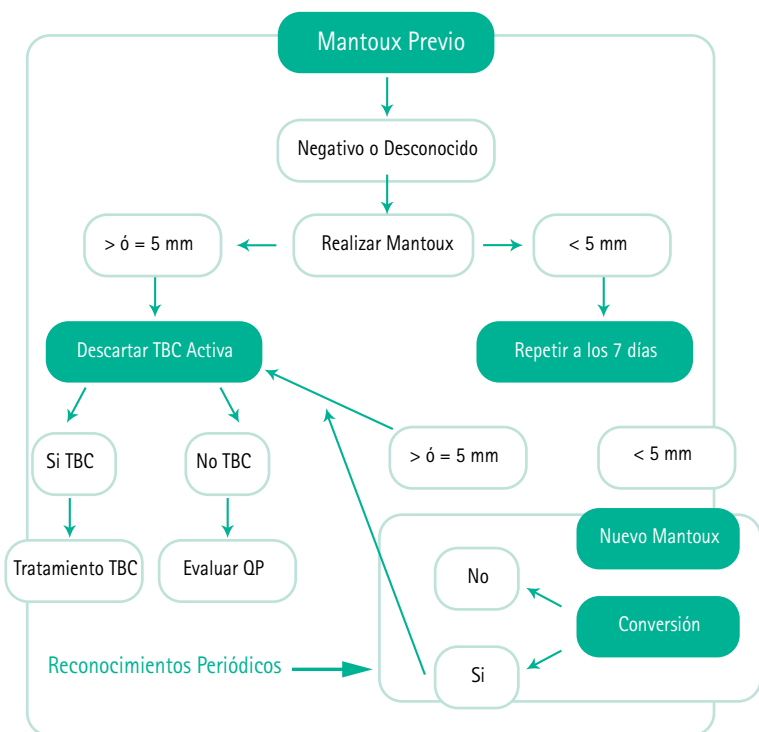 Mantoux Previo
Negativo o Desconocido
> ó = 5 mm
Realizar Mantoux
< 5 mm
Descartar TBC Activa
Repetir a los 7 días
Si TBC
No TBC
> ó = 5 mm
< 5 mm
Tratamiento TBC
Evaluar QP
Nuevo Mantoux
No
Conversión
Reconocimientos Periódicos
Si